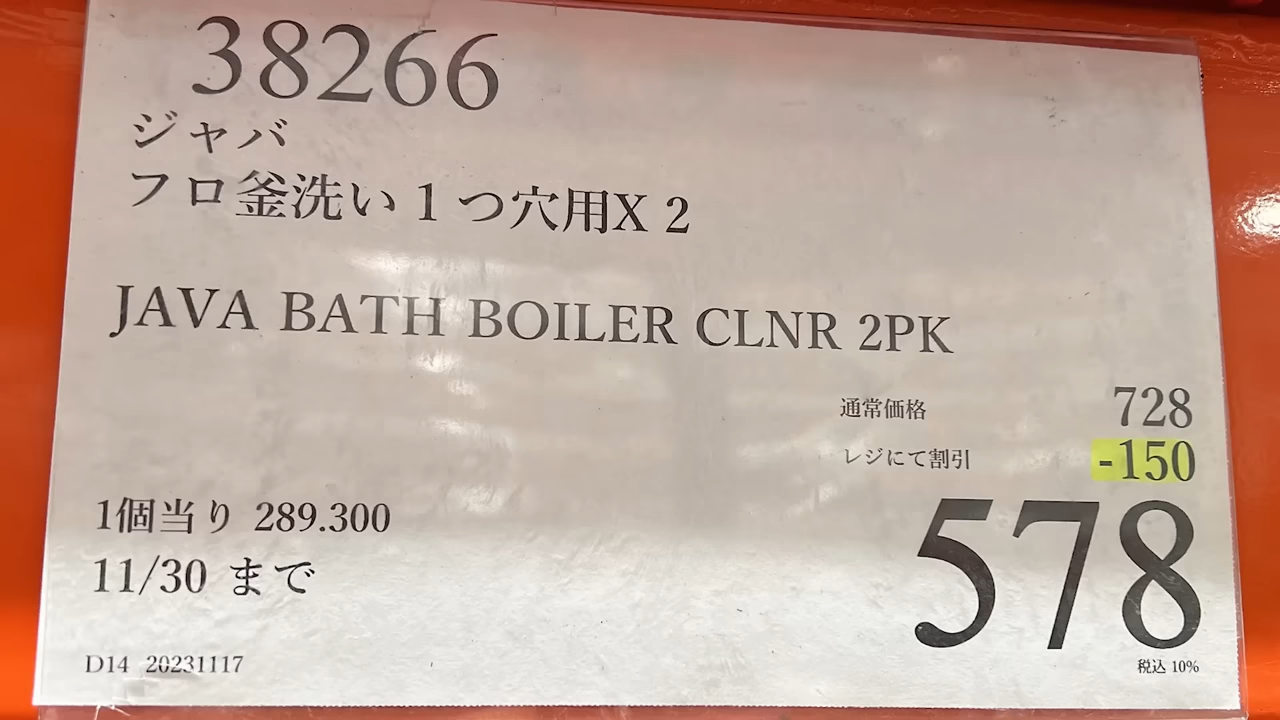 38266
ジャバ
フロ釜洗い1つ穴用X 2
JAVA BATH BOILER CLNR 2PK
通常価格 728
レジにて割引 -150
578
1個当り 289.300
11/30 まで
税込 10%
D14 20231117